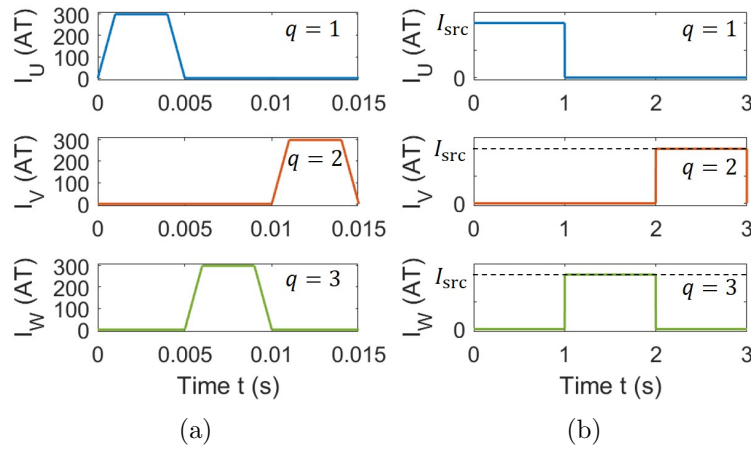 300
200
100
0
I_U (AT)
q = 1
0 0.005 0.01 0.015
I_src
0
I_U (AT)
q = 1
0 1 2 3
300
200
100
0
I_V (AT)
q = 2
0 0.005 0.01 0.015
I_src
0
I_V (AT)
q = 2
0 1 2 3
300
200
100
0
I_W (AT)
q = 3
0 0.005 0.01 0.015
Time t (s)
I_src
0
I_W (AT)
q = 3
0 1 2 3
Time t (s)
(a)
(b)